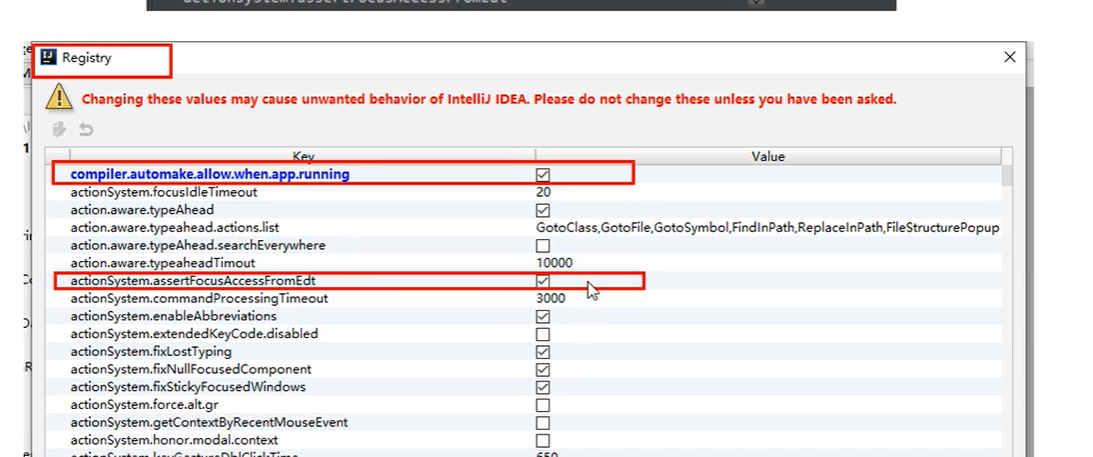 actionSystem.assertFocusAccessFromEdt
Registry
Changing these values may cause unwanted behavior of IntelliJ IDEA. Please do not change these unless you have been asked.
Key Value
compiler.automake.allow.when.app.running
actionSystem.focusIdleTimeout 20
action.aware.typeAhead
action.aware.typeahead.actions.list GotoClass,GotoFile,GotoSymbol,FindInPath,ReplaceInPath,FileStructurePopup
action.aware.typeAhead.searchEverywhere
action.aware.typeaheadTimout 10000
actionSystem.assertFocusAccessFromEdt
actionSystem.commandProcessingTimeout 3000
actionSystem.enableAbbreviations
actionSystem.extendedKeyCode.disabled
actionSystem.fixLostTyping
actionSystem.fixNullFocusedComponent
actionSystem.fixStickyFocusedWindows
actionSystem.force.alt.gr
actionSystem.getContextByRecentMouseEvent
actionSystem.honor.modal.context
actionSystem.keyGestureDblClickTime 650